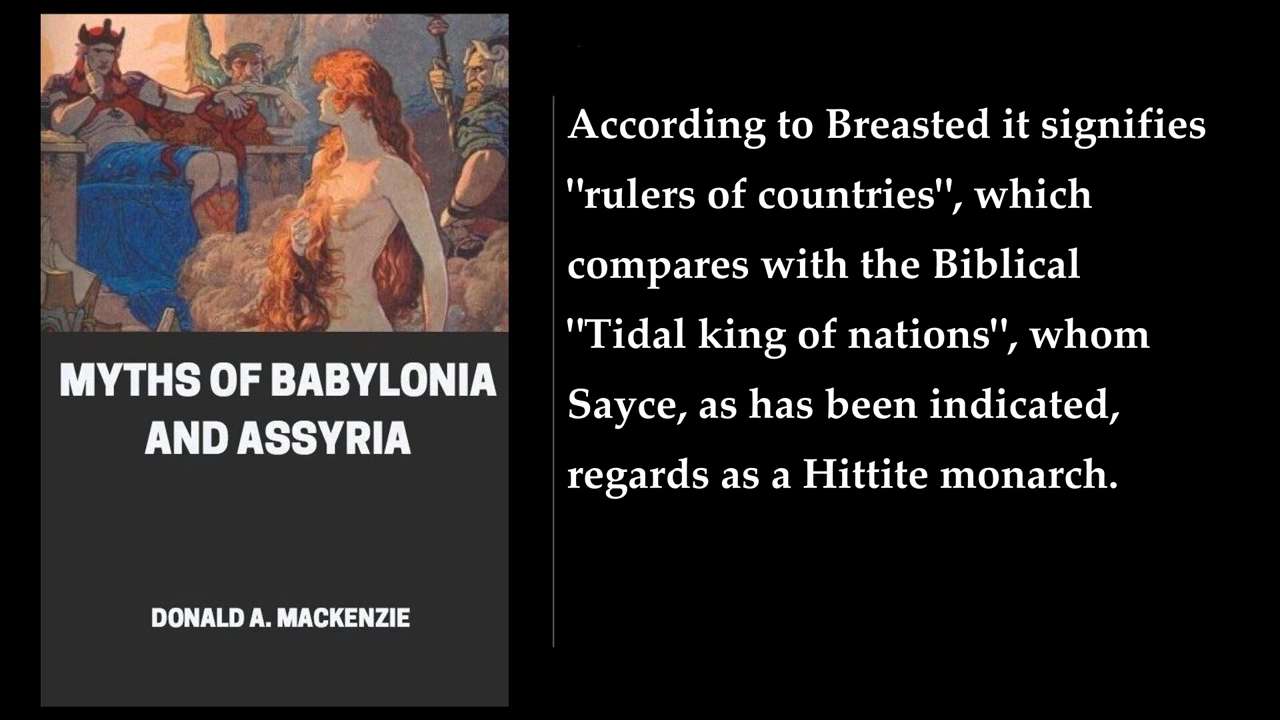 MYTHS OF BABYLONIA
AND ASSYRIA
DONALD A. MACKENZIE
According to Breasted it signifies
"rulers of countries", which
compares with the Biblical
"Tidal king of nations", whom
Sayce, as has been indicated,
regards as a Hittite monarch.